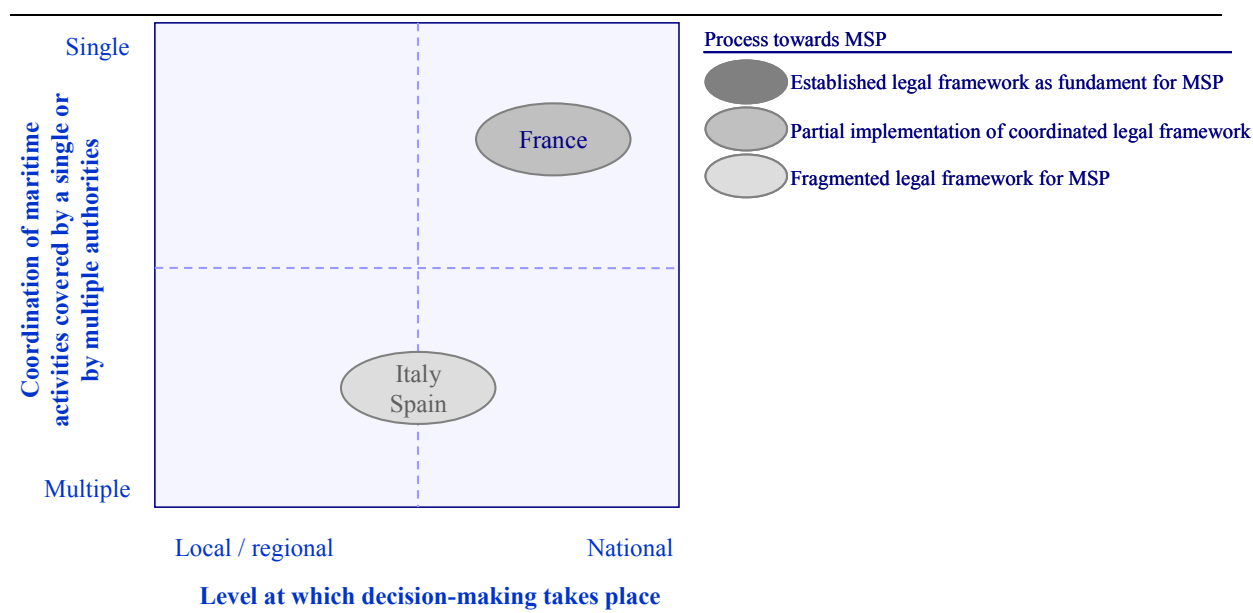 Single
Process towards MSP
Established legal framework as fundament for MSP
France
Partial implementation of coordinated legal framework
Fragmented legal framework for MSP
Coordination of maritime
activities covered by a single or
by multiple authorities
Italy
Spain
Multiple
Local / regional
National
Level at which decision-making takes place